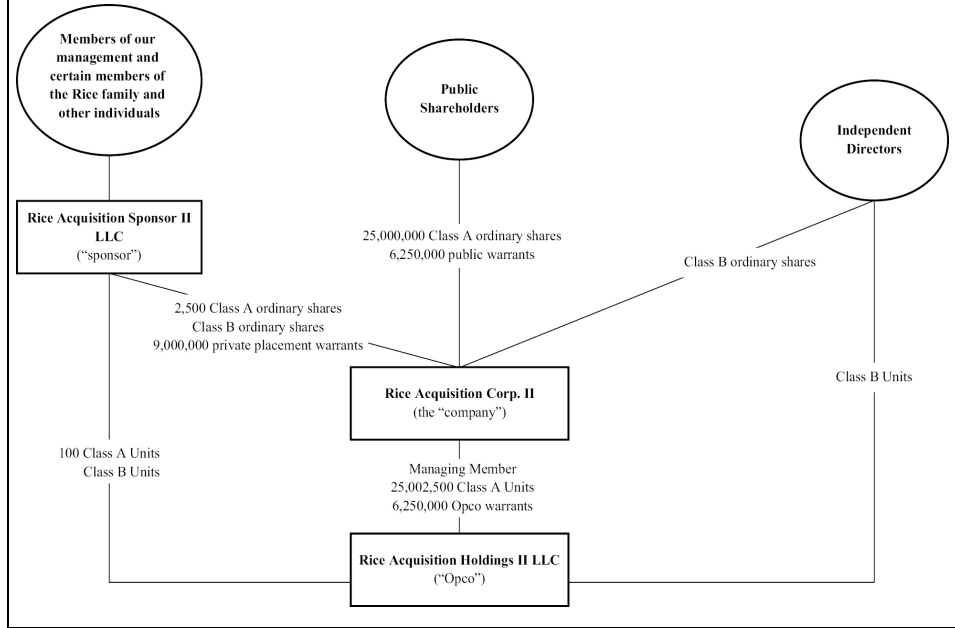 Members of our
management and
certain members of
the Rice family and
other individuals
Public
Shareholders
Independent
Directors
Rice Acquisition Sponsor II
LLC
(“sponsor”)
25,000,000 Class A ordinary shares
6,250,000 public warrants
Class B ordinary shares
2,500 Class A ordinary shares
Class B ordinary shares
9,000,000 private placement warrants
Rice Acquisition Corp. II
(the “company”)
Class B Units
100 Class A Units
Class B Units
Managing Member
25,002,500 Class A Units
6,250,000 Opco warrants
Rice Acquisition Holdings II LLC
(“Opco”)